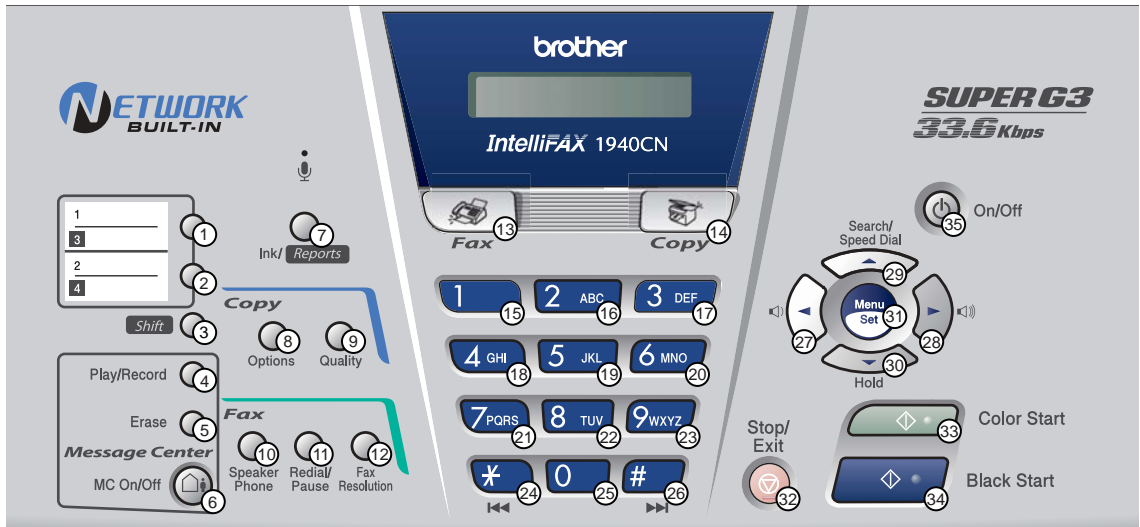 brother
IntelliFAX 1940CN
NETWORK
BUILT-IN
SUPER G3
33.6 Kbps
1
3
2
4
1
2
Shift
3
Ink/ Reports
7
Copy
Options
8
Quality
9
Play/Record
4
Erase
5
Message Center
MC On/Off
6
Fax
10
Speaker
Phone
11
Redial/
Pause
12
Fax
Resolution
13
Fax
14
Copy
1
15
2 ABC
16
3 DEF
17
4 GHI
18
5 JKL
19
6 MNO
20
7 PQRS
21
8 TUV
22
9 WXYZ
23
*
24
0
25
#
26
On/Off
35
Search/
Speed Dial
29
27
Menu
Set
31
28
30
Hold
Stop/
Exit
32
Color Start
33
Black Start
34